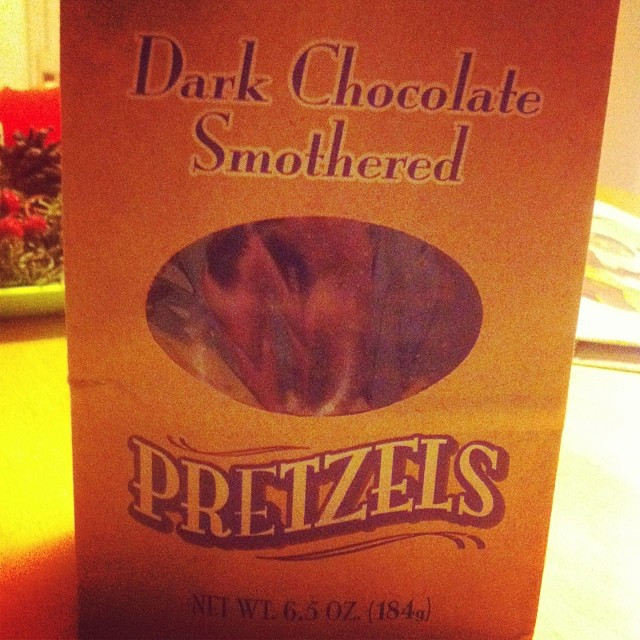 Dark Chocolate
Smothered
PRETZELS
NET WT. 6.5 OZ. (184g)